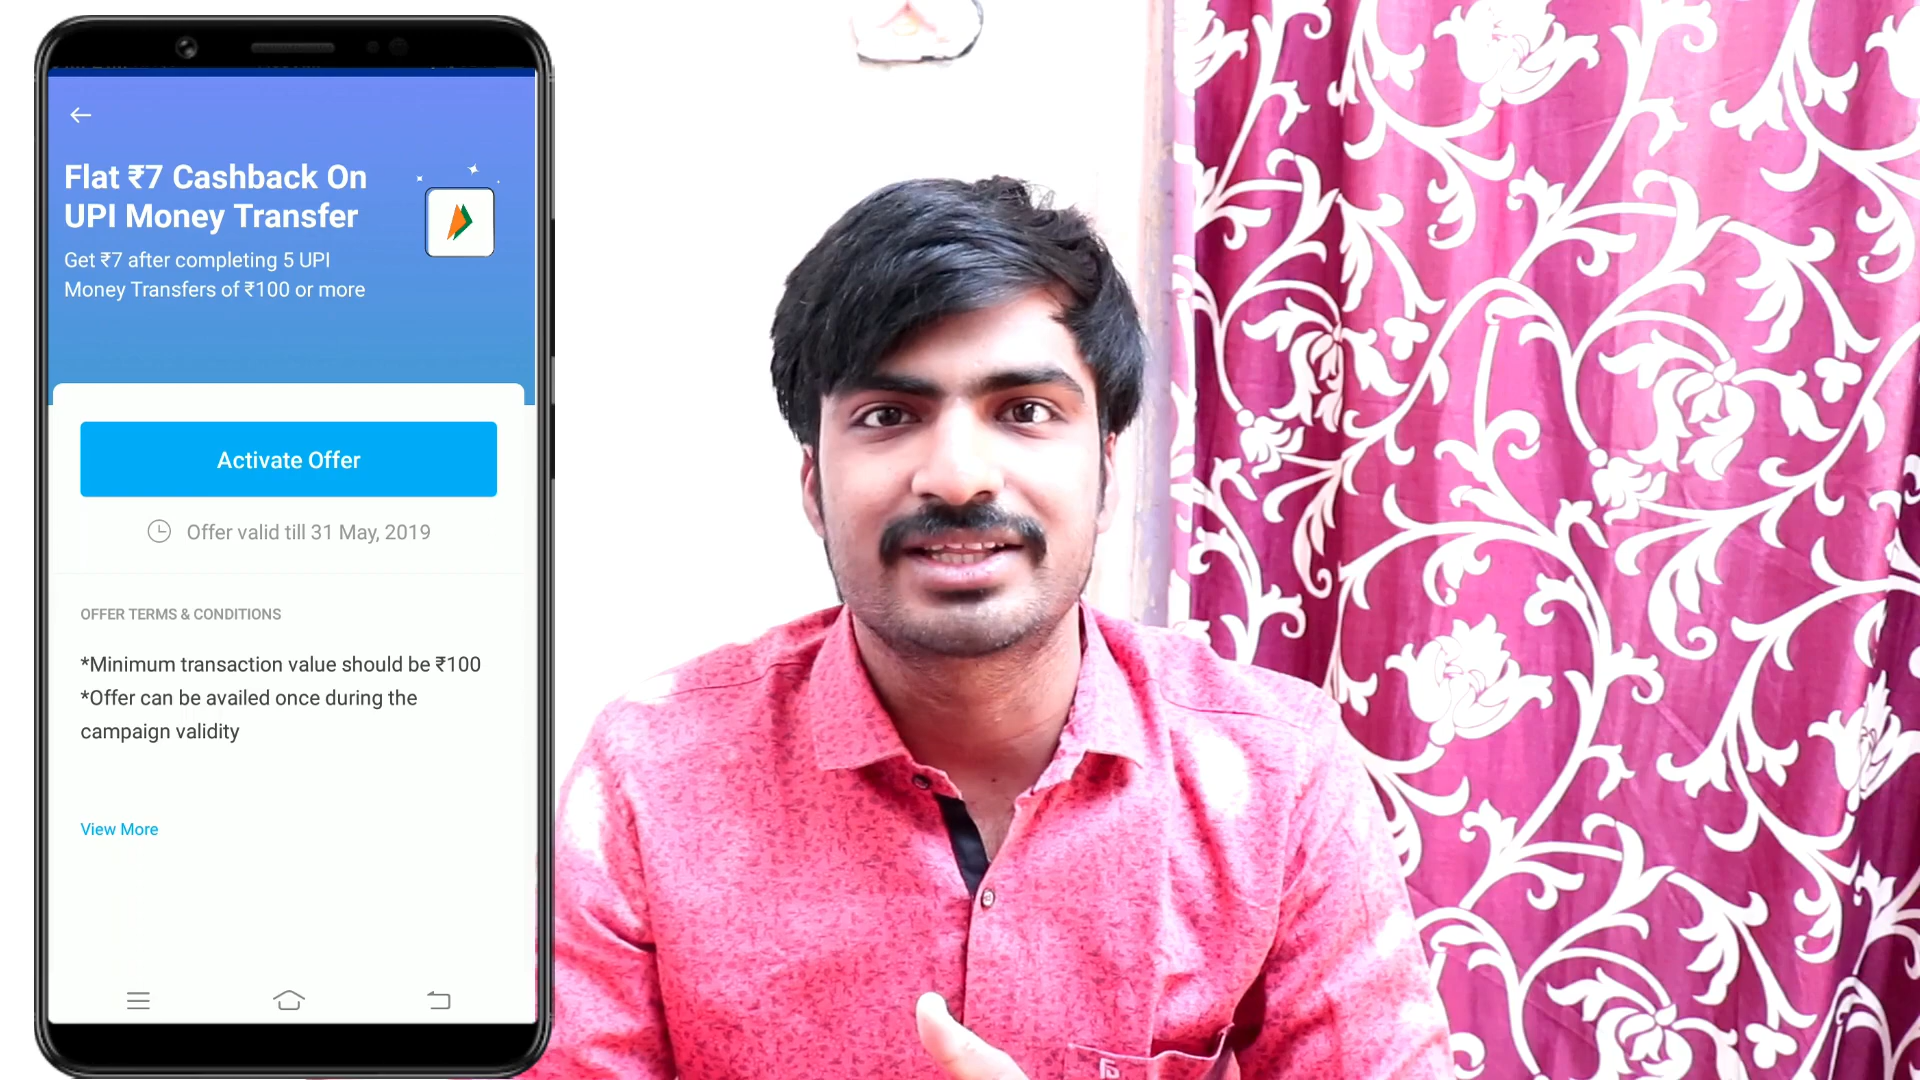 Flat ₹7 Cashback On
UPI Money Transfer
Get ₹7 after completing 5 UPI
Money Transfers of ₹100 or more
Activate Offer
Offer valid till 31 May, 2019
OFFER TERMS & CONDITIONS
*Minimum transaction value should be ₹100
*Offer can be availed once during the
campaign validity
View More